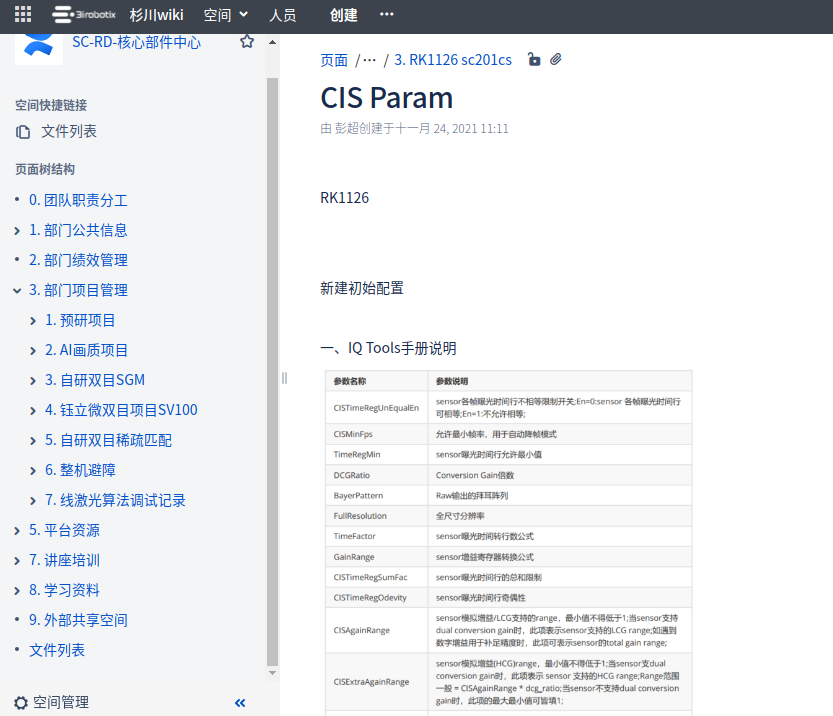 3irobotix 杉川wiki 空间 人员 创建 ···
SC-RD-核心部件中心
空间快捷链接
文件列表
页面树结构
0. 团队职责分工
1. 部门公共信息
2. 部门绩效管理
3. 部门项目管理
1. 预研项目
2. AI画质项目
3. 自研双目SGM
4. 钰立微双目项目SV100
5. 自研双目稀疏匹配
6. 整机避障
7. 线激光算法调试记录
5. 平台资源
7. 讲座培训
8. 学习资料
9. 外部共享空间
文件列表
空间管理
页面 /··· / 3. RK1126 sc201cs
CIS Param
由 彭超创建于十一月 24, 2021 11:11
RK1126
新建初始配置
一、IQ Tools手册说明
参数名称 参数说明
CISTimeRegUnEqualEn sensor各帧曝光时间行不相等限制开关;En=0:sensor 各帧曝光时间行
可相等;En=1:不允许相等;
CISMinFps 允许最小帧率，用于自动降帧模式
TimeRegMin sensor曝光时间行允许最小值
DCGRatio Conversion Gain倍数
BayerPattern Raw输出的拜耳阵列
FullResolution 全尺寸分辨率
TimeFactor sensor曝光时间转行数公式
GainRange sensor增益寄存器转换公式
CISTimeRegSumFac sensor曝光时间行的总和限制
CISTimeRegOdevity sensor曝光时间行奇偶性
CISAgainRange sensor模拟增益/LCG支持的range，最小值不得低于1;当sensor支持
dual conversion gain时，此项表示sensor支持的LCG range;如遇到
数字增益用于补足精度时，此项可表示sensor的total gain range;
CISExtraAgainRange sensor模拟增益(HCG)range，最小值不得低于1;当sensor支dual
conversion gain时，此项表示 sensor 支持的HCG range;Range范围
一般 = CISAgainRange * dcg_ratio;当sensor不支持dual conversion
gain时，此项的最大最小值可皆填1;